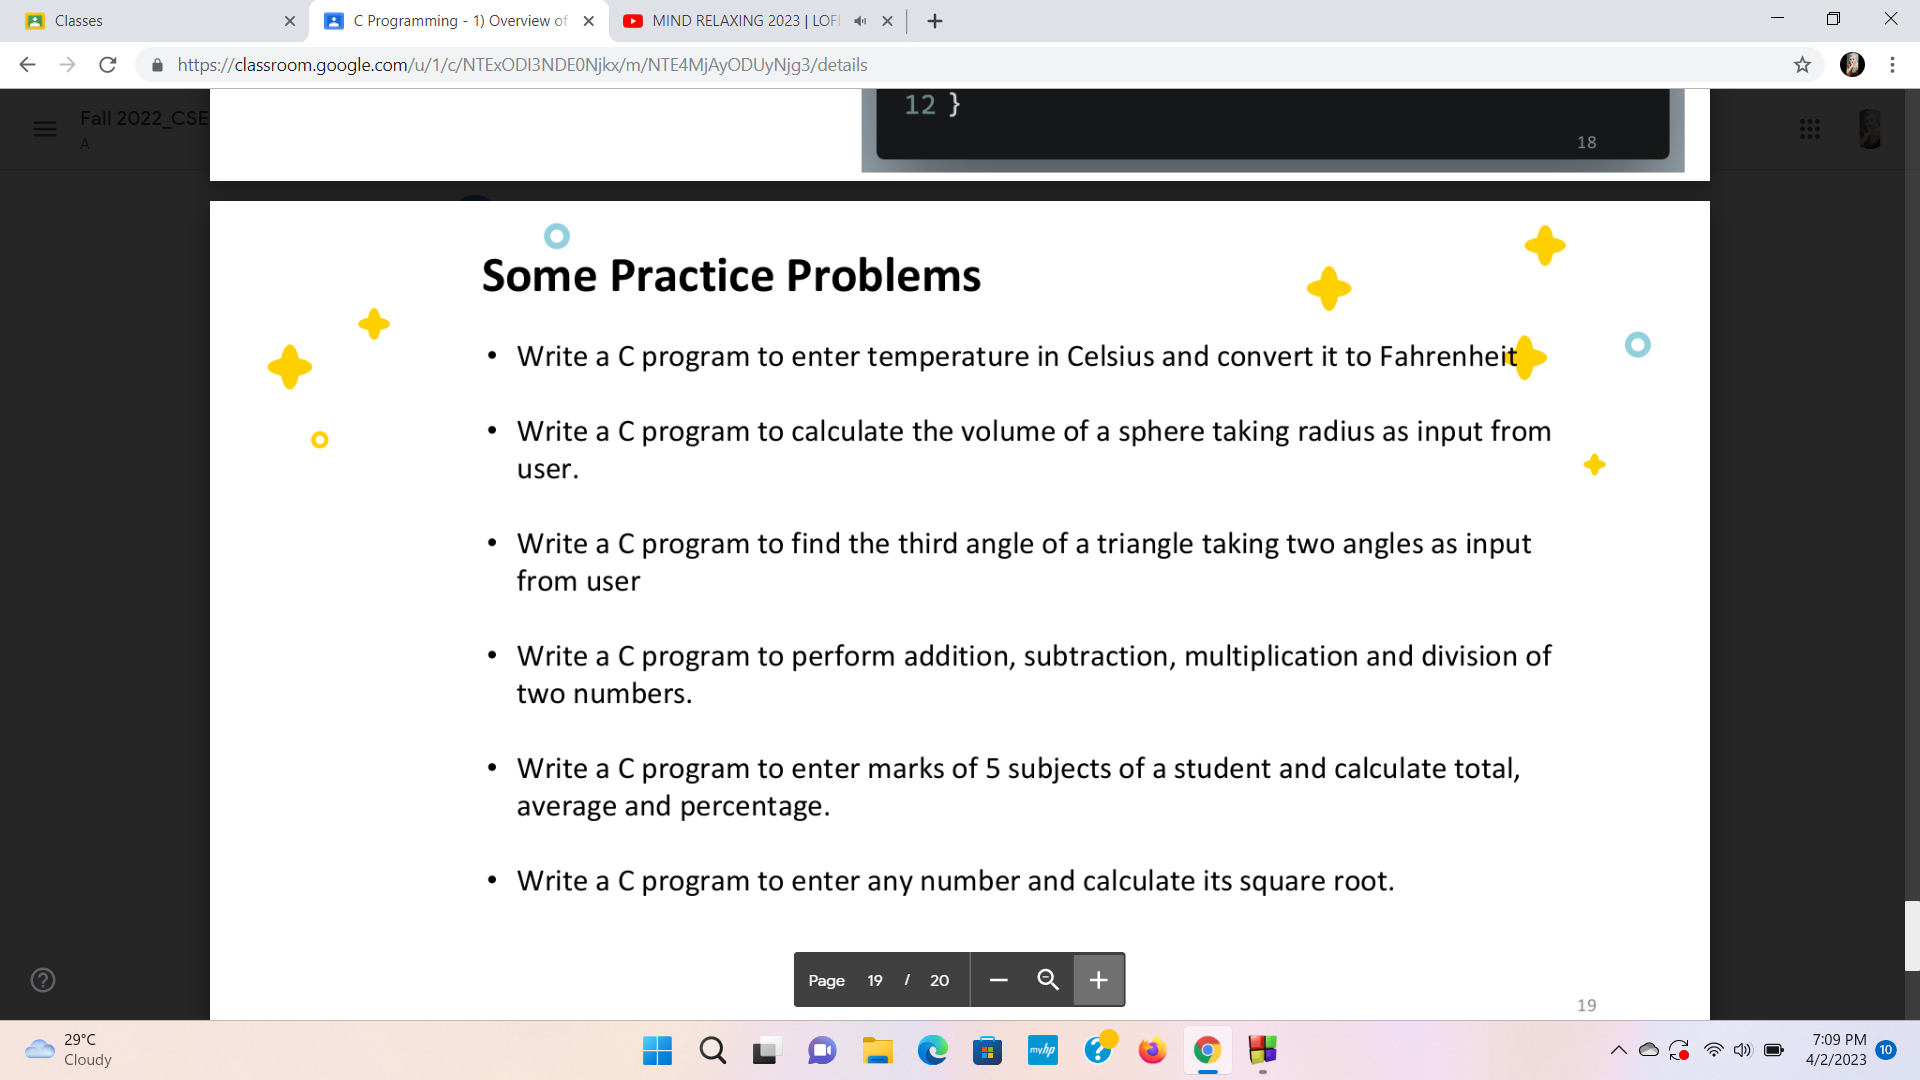 Classes
C Programming - 1) Overview of
MIND RELAXING 2023 | LOFI
https://classroom.google.com/u/1/c/NTExODI3NDE0Njkx/m/NTE4MjAyODUyNjg3/details
Fall 2022_CSE
A
12 }
18
Some Practice Problems
• Write a C program to enter temperature in Celsius and convert it to Fahrenheit
• Write a C program to calculate the volume of a sphere taking radius as input from
user.
• Write a C program to find the third angle of a triangle taking two angles as input
from user
• Write a C program to perform addition, subtraction, multiplication and division of
two numbers.
• Write a C program to enter marks of 5 subjects of a student and calculate total,
average and percentage.
• Write a C program to enter any number and calculate its square root.
Page 19 / 20
19
29°C
Cloudy
myhp
7:09 PM
4/2/2023
10